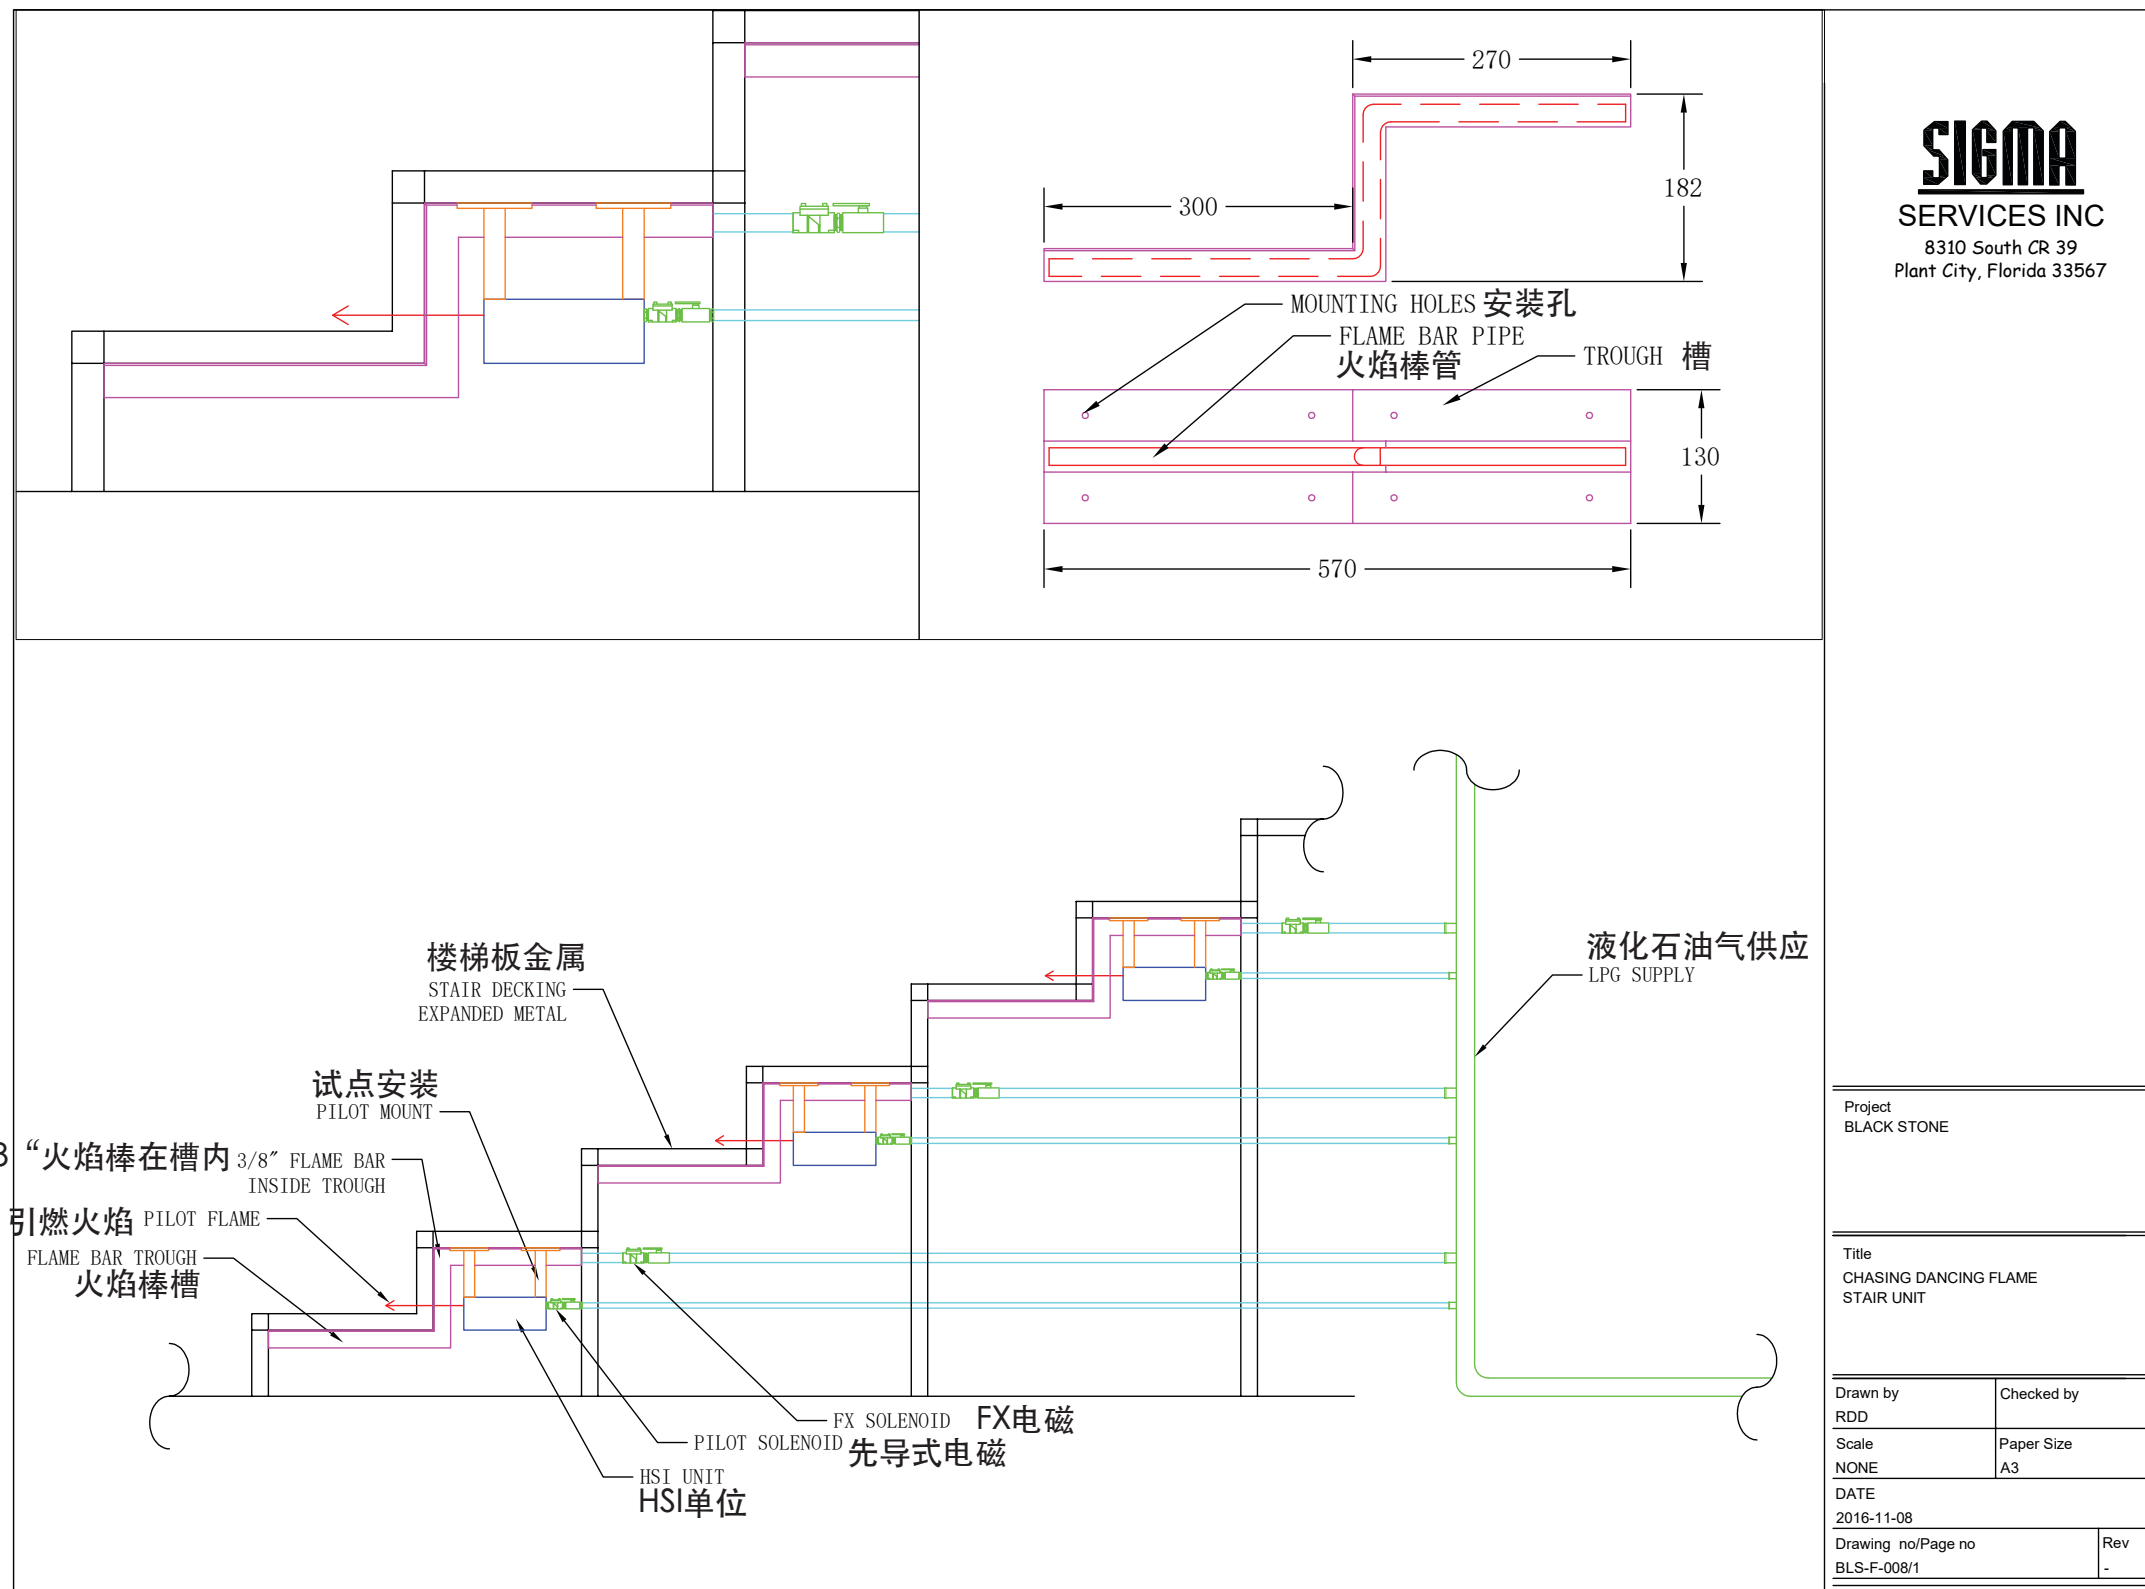 270
182
300
MOUNTING HOLES 安装孔
FLAME BAR PIPE
火焰棒管
TROUGH 槽
130
570
SIGMA
SERVICES INC
8310 South CR 39
Plant City, Florida 33567
楼梯板金属
STAIR DECKING
EXPANDED METAL
试点安装
PILOT MOUNT
“火焰棒在槽内 3/8" FLAME BAR
INSIDE TROUGH
引燃火焰 PILOT FLAME
FLAME BAR TROUGH
火焰棒槽
液化石油气供应
LPG SUPPLY
FX SOLENOID FX电磁
PILOT SOLENOID 先导式电磁
HSI UNIT
HSI单位
Project
BLACK STONE
Title
CHASING DANCING FLAME
STAIR UNIT
Drawn by
RDD
Checked by
Scale
NONE
Paper Size
A3
DATE
2016-11-08
Drawing no/Page no
BLS-F-008/1
Rev
-